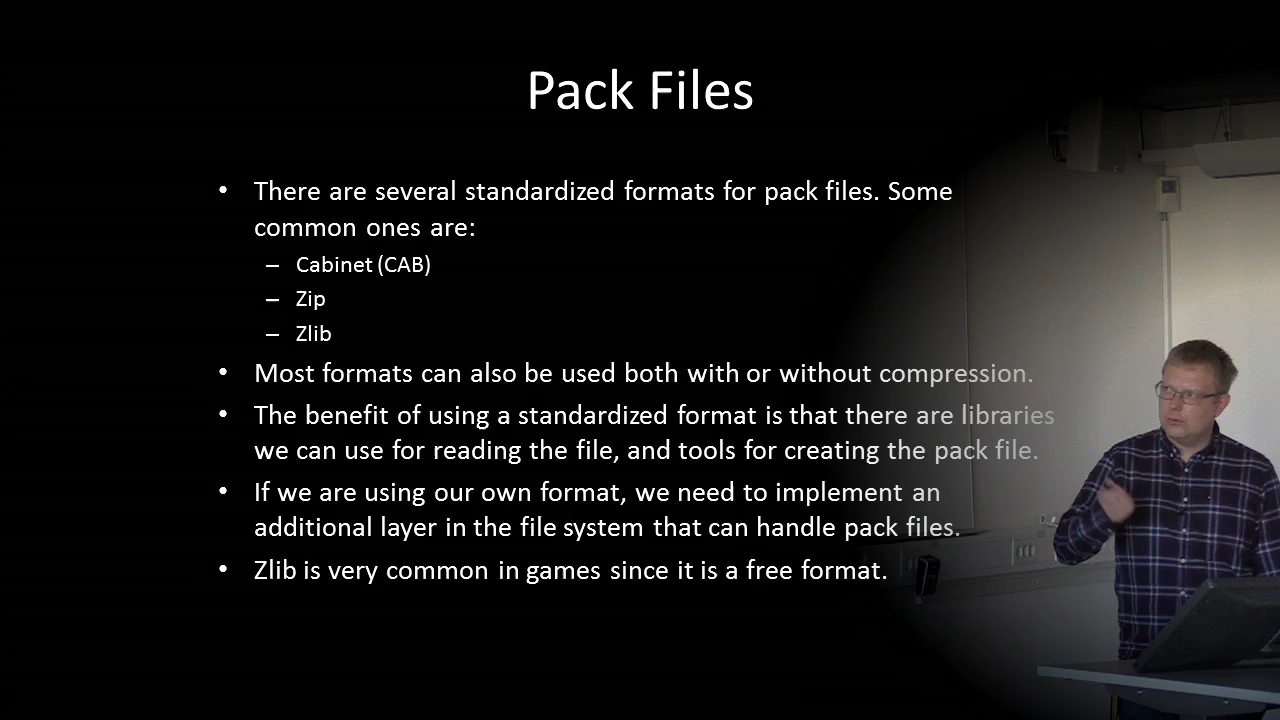 Pack Files
• There are several standardized formats for pack files. Some
common ones are:
– Cabinet (CAB)
– Zip
– Zlib
• Most formats can also be used both with or without compression.
• The benefit of using a standardized format is that there are libraries
we can use for reading the file, and tools for creating the pack file.
• If we are using our own format, we need to implement an
additional layer in the file system that can handle pack files.
• Zlib is very common in games since it is a free format.